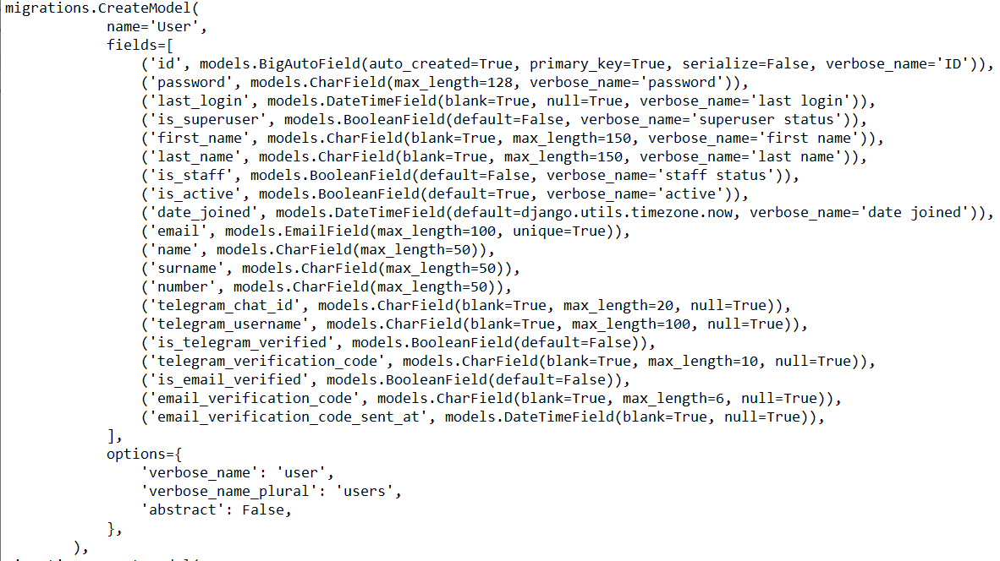 migrations.CreateModel(
            name='User',
            fields=[
                ('id', models.BigAutoField(auto_created=True, primary_key=True, serialize=False, verbose_name='ID')),
                ('password', models.CharField(max_length=128, verbose_name='password')),
                ('last_login', models.DateTimeField(blank=True, null=True, verbose_name='last login')),
                ('is_superuser', models.BooleanField(default=False, verbose_name='superuser status')),
                ('first_name', models.CharField(blank=True, max_length=150, verbose_name='first name')),
                ('last_name', models.CharField(blank=True, max_length=150, verbose_name='last name')),
                ('is_staff', models.BooleanField(default=False, verbose_name='staff status')),
                ('is_active', models.BooleanField(default=True, verbose_name='active')),
                ('date_joined', models.DateTimeField(default=django.utils.timezone.now, verbose_name='date joined')),
                ('email', models.EmailField(max_length=100, unique=True)),
                ('name', models.CharField(max_length=50)),
                ('surname', models.CharField(max_length=50)),
                ('number', models.CharField(max_length=50)),
                ('telegram_chat_id', models.CharField(blank=True, max_length=20, null=True)),
                ('telegram_username', models.CharField(blank=True, max_length=100, null=True)),
                ('is_telegram_verified', models.BooleanField(default=False)),
                ('telegram_verification_code', models.CharField(blank=True, max_length=10, null=True)),
                ('is_email_verified', models.BooleanField(default=False)),
                ('email_verification_code', models.CharField(blank=True, max_length=6, null=True)),
                ('email_verification_code_sent_at', models.DateTimeField(blank=True, null=True)),
            ],
            options={
                'verbose_name': 'user',
                'verbose_name_plural': 'users',
                'abstract': False,
            },
        ),